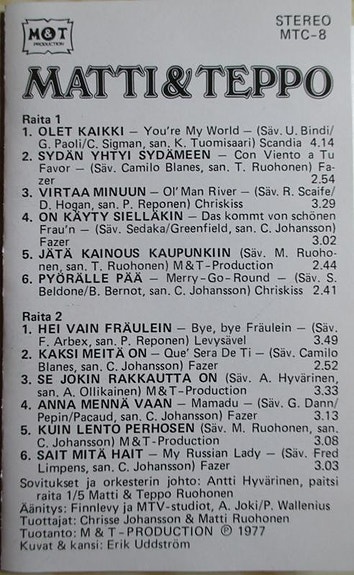 M&T
PRODUCTION
STEREO
MTC-8
MATTI & TEPPO
Raita 1
1. OLET KAIKKI – You're My World – (Säv. U. Bindi/
G. Paoli/C. Sigman, san. K. Tuomisaari) Scandia 4.14
2. SYDÄN YHTYI SYDÄMEEN – Con Viento a Tu
Favor – (Säv. Camilo Blanes, san. T. Ruohonen) Fa-
zer 2.54
3. VIRTAA MINUUN – Ol' Man River – (Säv. R. Scaife/
D. Hogan, san. P. Reponen) Chriskiss 3.29
4. ON KÄYTY SIELLÄKIN – Das kommt von schönen
Frau'n – (Säv. Sedaka/Greenfield, san. C. Johansson)
Fazer 3.02
5. JÄTÄ KAINOUS KAUPUNKIIN (Säv. M. Ruoho-
nen, san. T. Ruohonen) M & T-Production 2.44
6. PYÖRÄLLE PÄÄ – Merry-Go-Round – (Säv. S.
Beldone/B. Bernot, san. C. Johansson) Chriskiss 2.41
Raita 2
1. HEI VAIN FRÄULEIN – Bye, bye Fräulein – (Säv.
F. Arbex, san. P. Reponen) Levysävel 3.49
2. KAKSI MEITÄ ON – Que' Sera De Ti – (Säv. Camilo
Blanes, san. C. Johansson) Fazer 2.52
3. SE JOKIN RAKKAUTTA ON (Säv. A. Hyvärinen,
san. A. Ollikainen) M & T-Production 3.33
4. ANNA MENNÄ VAAN – Mamadu – (Säv. G. Dann/
Pepin/Pacaud, san. C. Johansson) Fazer 3.13
5. KUIN LENTO PERHOSEN (Säv. M. Ruohonen, san.
C. Johansson) M & T-Production 3.08
6. SAIT MITÄ HAIT – My Russian Lady – (Säv. Fred
Limpens, san. C. Johansson) Fazer 3.03
Sovitukset ja orkesterin johto: Antti Hyvärinen, paitsi
raita 1/5 Matti & Teppo Ruohonen
Äänitys: Finnlevy ja MTV-studiot, A. Joki/P. Wallenius
Tuottajat: Chrisse Johansson & Matti Ruohonen
Tuotanto: M & T - PRODUCTION ℗ 1977
Kuvat & kansi: Erik Uddström